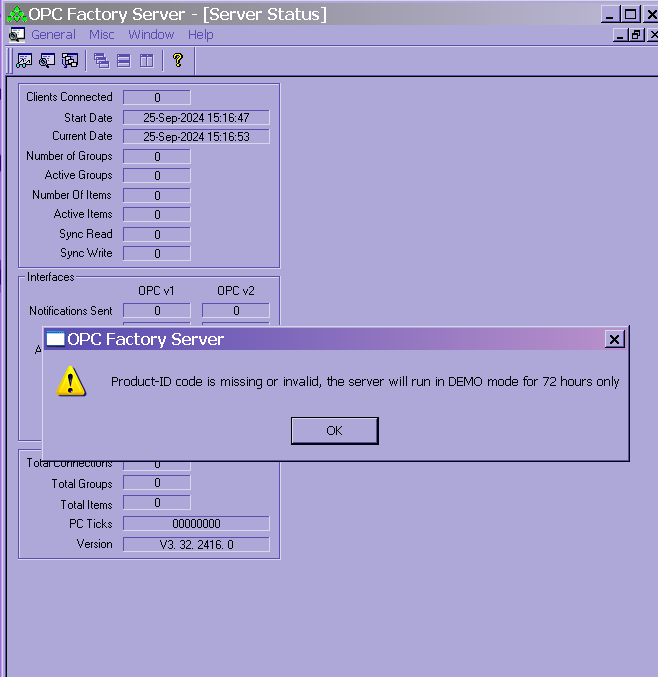 OPC Factory Server - [Server Status]
General Misc Window Help
Clients Connected 0
Start Date 25-Sep-2024 15:16:47
Current Date 25-Sep-2024 15:16:53
Number of Groups 0
Active Groups 0
Number Of Items 0
Active Items 0
Sync Read 0
Sync Write 0
Interfaces
OPC v1 OPC v2
Notifications Sent 0 0
OPC Factory Server
Product-ID code is missing or invalid, the server will run in DEMO mode for 72 hours only
OK
Total Connections 0
Total Groups 0
Total Items 0
PC Ticks 00000000
Version V3. 32. 2416. 0